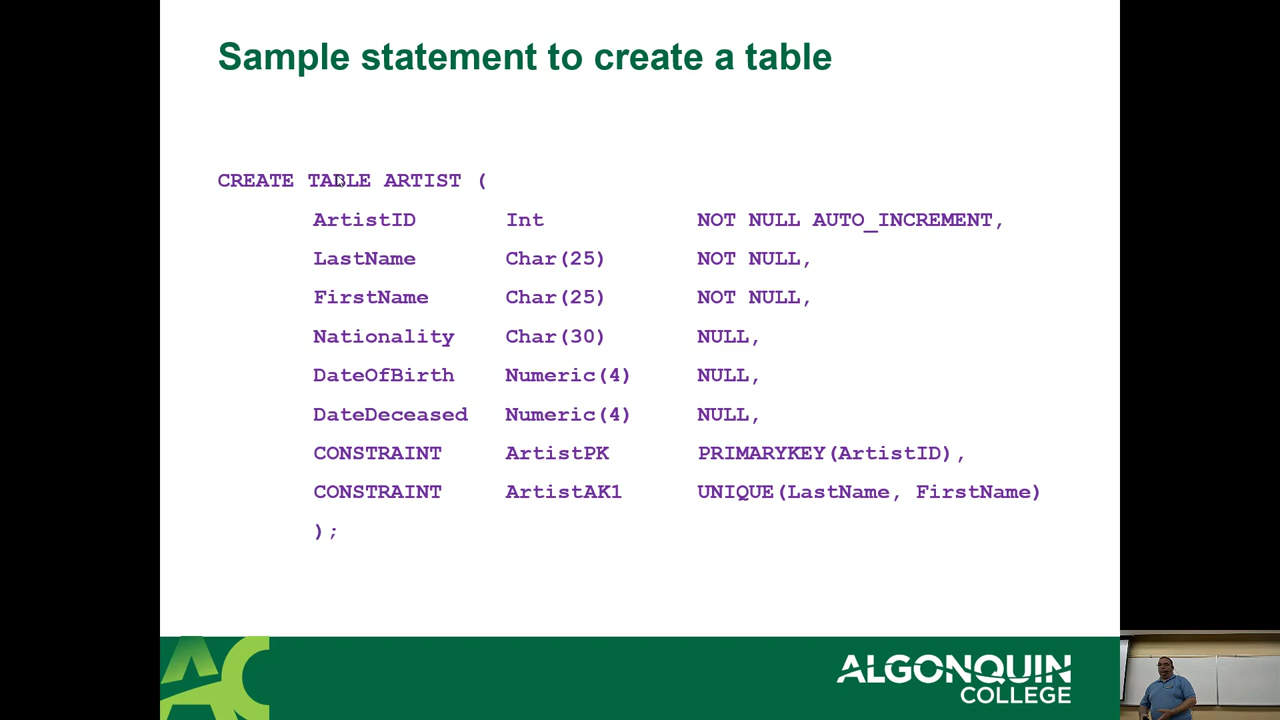 Sample statement to create a table
CREATE TABLE ARTIST (
ArtistID Int NOT NULL AUTO_INCREMENT,
LastName Char(25) NOT NULL,
FirstName Char(25) NOT NULL,
Nationality Char(30) NULL,
DateOfBirth Numeric(4) NULL,
DateDeceased Numeric(4) NULL,
CONSTRAINT ArtistPK PRIMARYKEY(ArtistID),
CONSTRAINT ArtistAK1 UNIQUE(LastName, FirstName)
);
AC
ALGONQUIN
COLLEGE